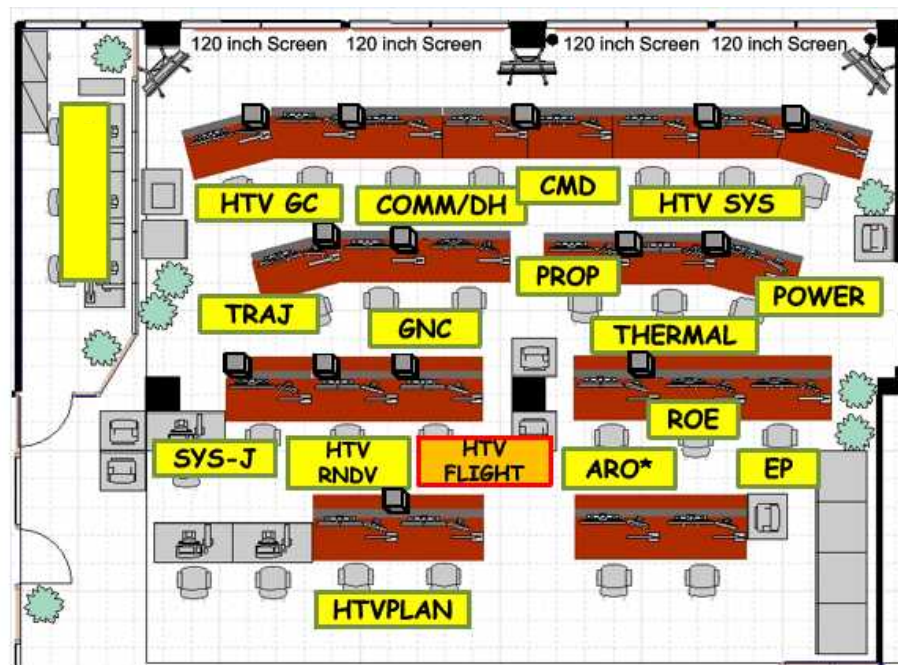 120 inch Screen 120 inch Screen 120 inch Screen 120 inch Screen
HTV GC
COMM/DH
CMD
HTV SYS
TRAJ
GNC
PROP
THERMAL
POWER
SYS-J
HTV
RNDV
HTV
FLIGHT
ARO*
ROE
EP
HTVPLAN